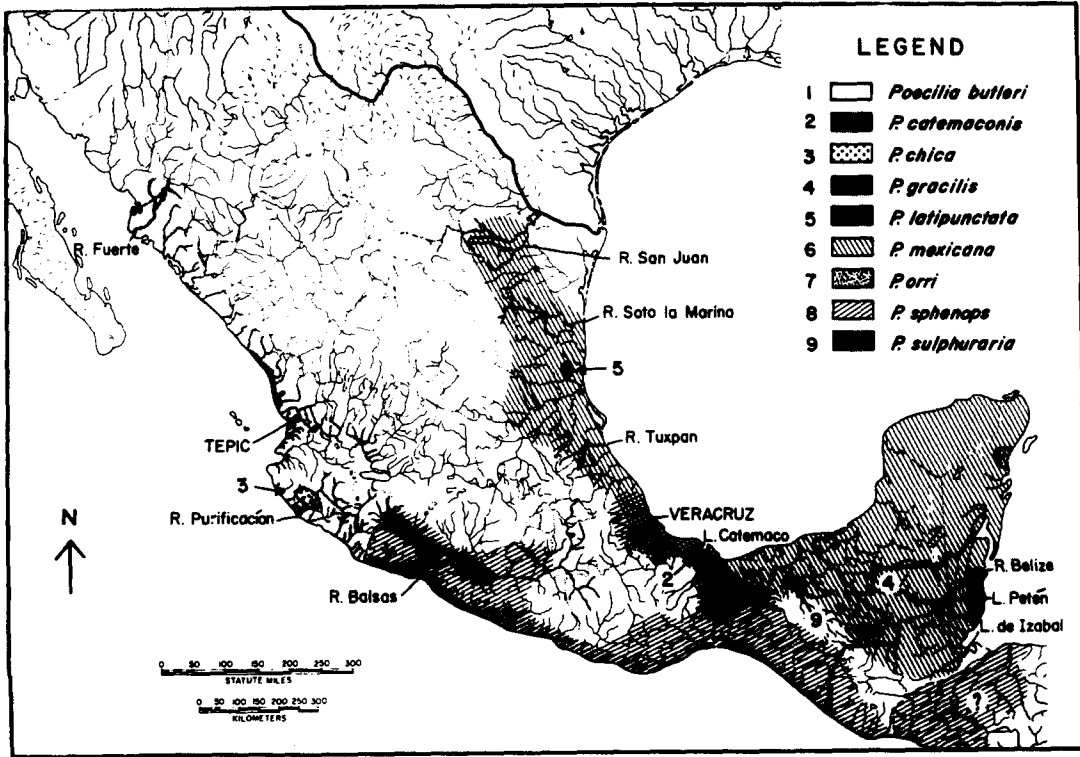 LEGEND
1 Poecilia butleri
2 P. catemaconis
3 P. chica
4 P. gracilis
5 P. latipunctata
6 P. mexicana
7 P. orri
8 P. sphenops
9 P. sulphuraria
R. Fuerte
R. San Juan
R. Soto la Marina
5
R. Tuxpan
TEPIC
3
R. Purificación
N
VERACRUZ
L. Catemaco
2
R. Balsas
4
R. Belize
L. Petén
9
L. de Izabal
7
0 50 100 150 200 250 300
STATUTE MILES
0 50 100 150 200 250 300
KILOMETERS